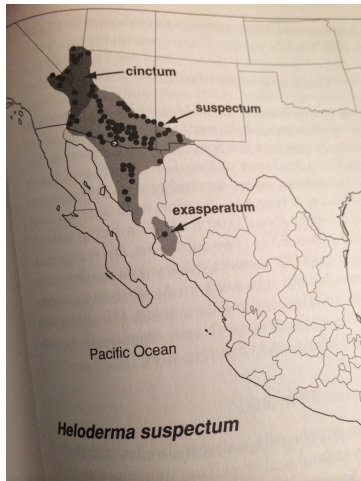 cinctum
suspectum
exasperatum
Pacific Ocean
Heloderma suspectum